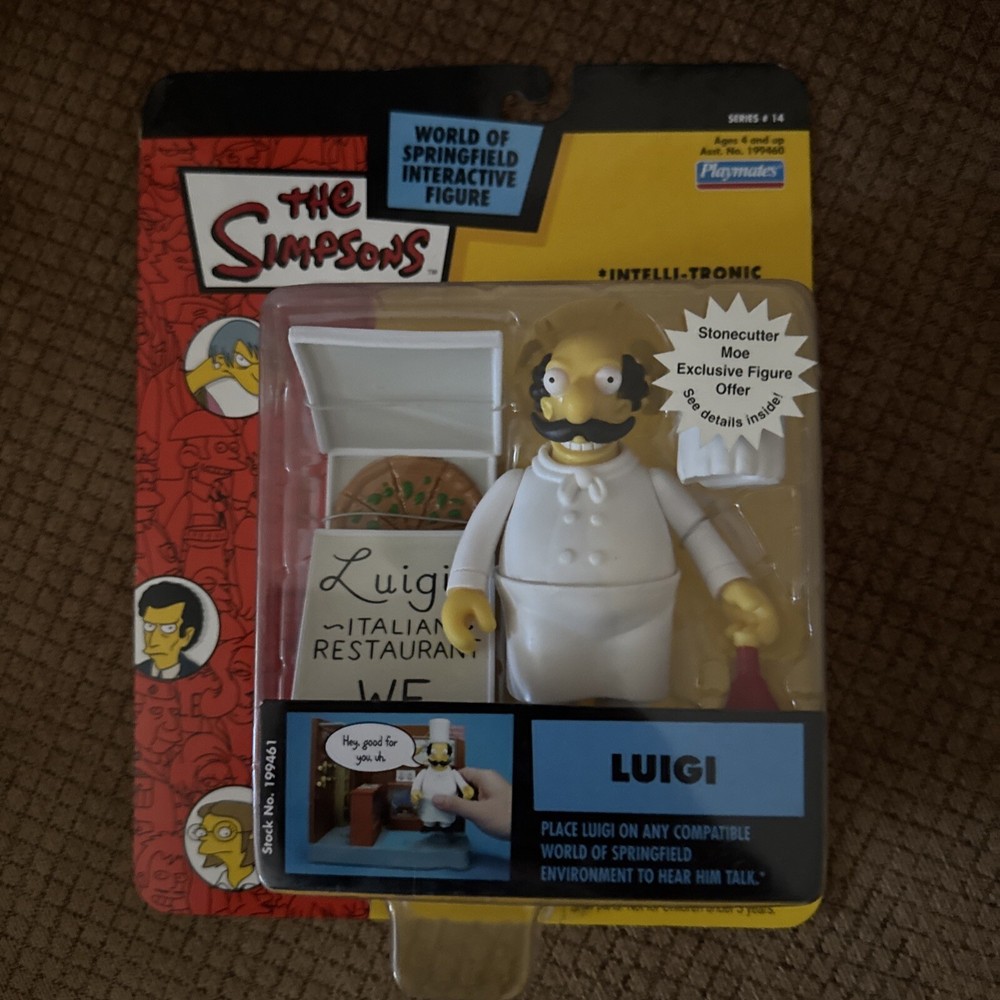 SERIES # 14
WORLD OF
SPRINGFIELD
INTERACTIVE
FIGURE
Ages 4 and up
Asst. No. 199460
Playmates
THE
SIMPSONS™
*INTELLI-TRONIC
Stonecutter
Moe
Exclusive Figure
Offer
See details inside!
Luigi
~ITALIAN
RESTAURANT
WE
Stock No. 199461
Hey, good for
you, uh.
LUIGI
PLACE LUIGI ON ANY COMPATIBLE
WORLD OF SPRINGFIELD
ENVIRONMENT TO HEAR HIM TALK.*